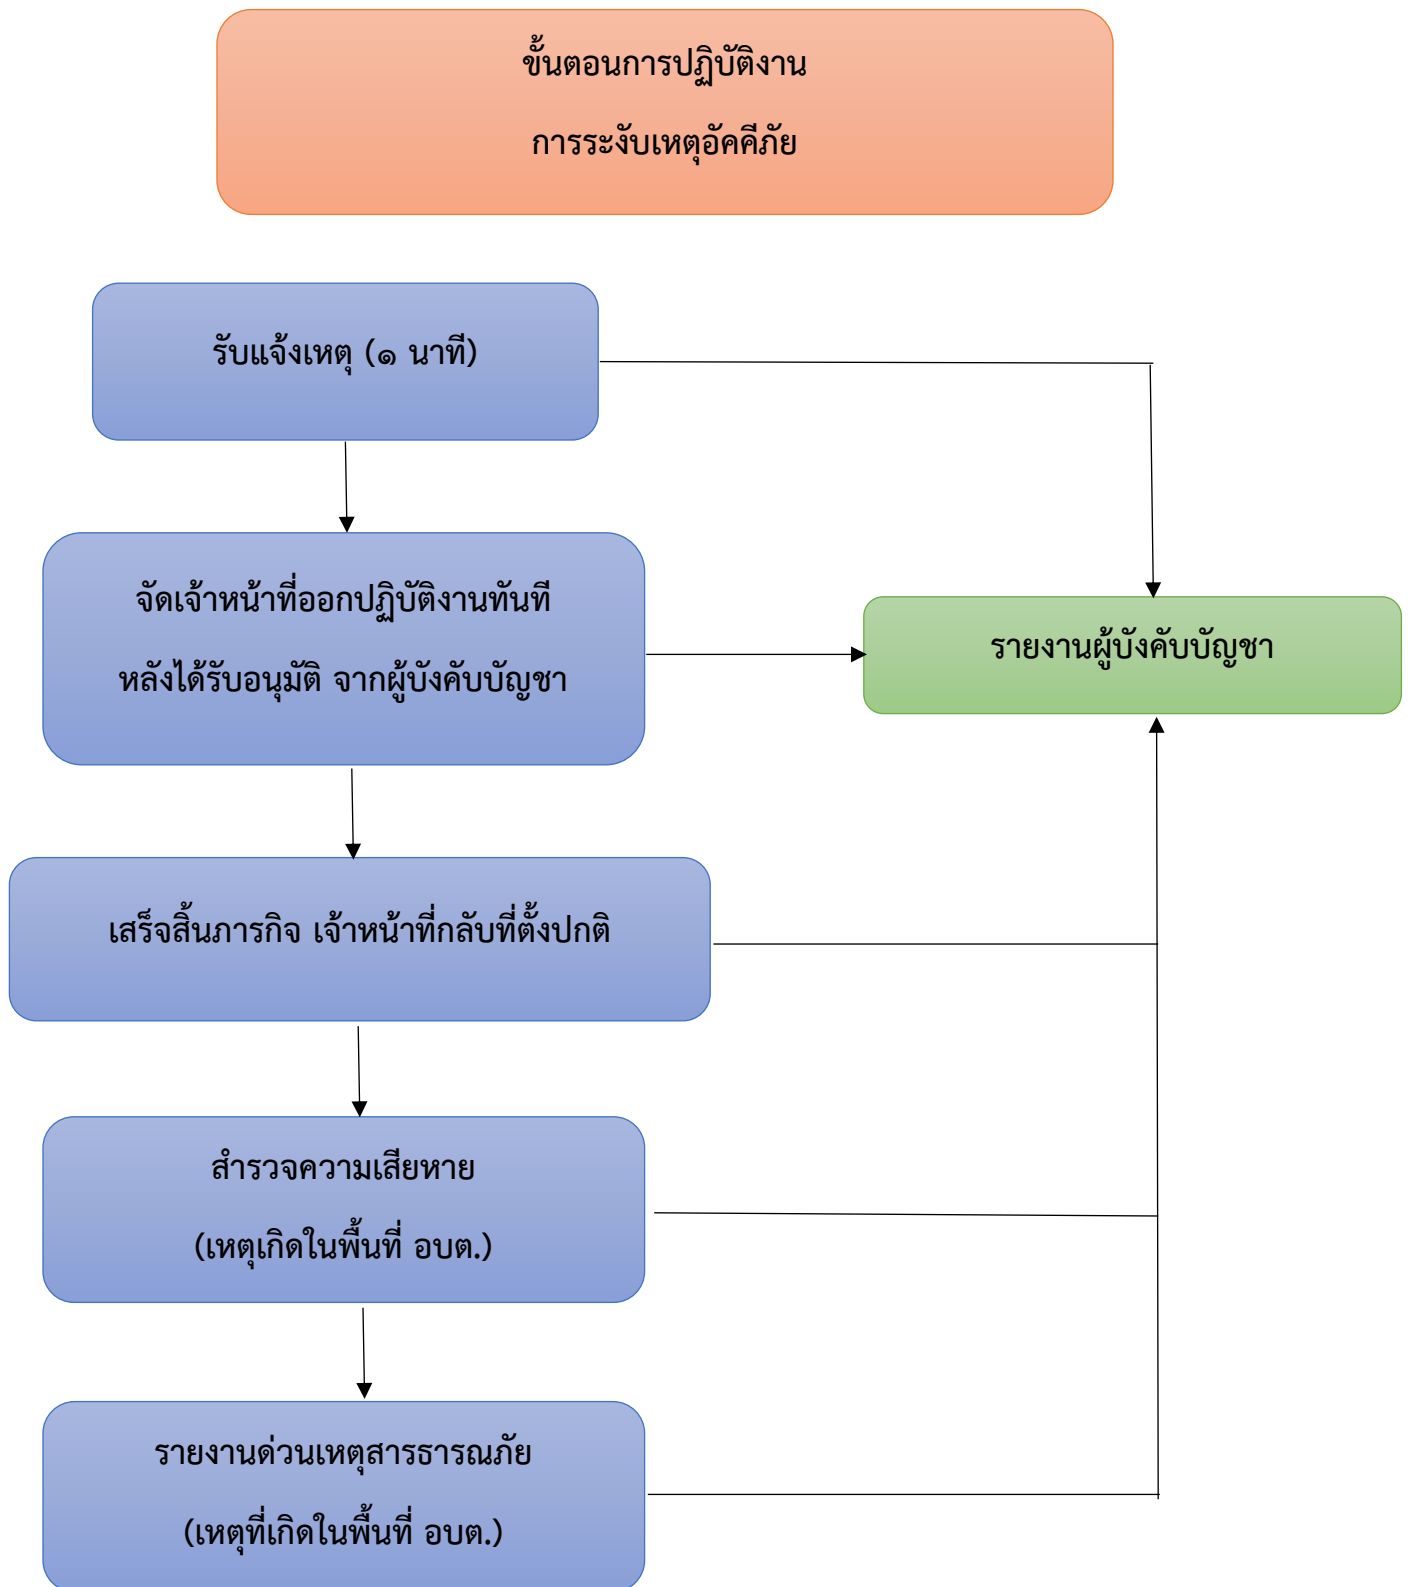 ขั้นตอนการปฏิบัติงาน
การระงับเหตุอัคคีภัย
รับแจ้งเหตุ (๑ นาที)
จัดเจ้าหน้าที่ออกปฏิบัติงานทันที
หลังได้รับอนุมัติ จากผู้บังคับบัญชา
รายงานผู้บังคับบัญชา
เสร็จสิ้นภารกิจ เจ้าหน้าที่กลับที่ตั้งปกติ
สำรวจความเสียหาย
(เหตุเกิดในพื้นที่ อบต.)
รายงานด่วนเหตุสารธารณภัย
(เหตุที่เกิดในพื้นที่ อบต.)